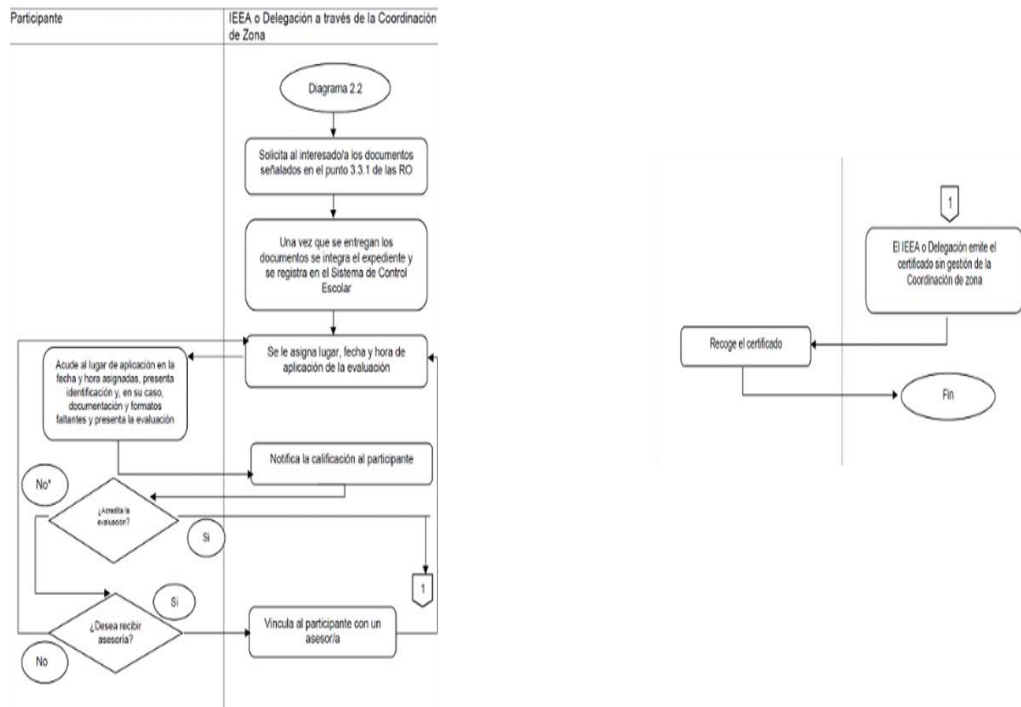 Participante
IEEA o Delegación a través de la Coordinación
de Zona
Diagrama 2.2
Solicita al interesado/a los documentos
señalados en el punto 3.3.1 de las RO
Una vez que se entregan los
documentos se integra el expediente y
se registra en el Sistema de Control
Escolar
Se le asigna lugar, fecha y hora de
aplicación de la evaluación
Acude al lugar de aplicación en la
fecha y hora asignadas, presenta
identificación y, en su caso,
documentación y formatos
faltantes y presenta la evaluación
Notifica la calificación al participante
No*
¿Acredita la
evaluación?
Si
1
Si
¿Desea recibir
asesoría?
No
Vincula al participante con un
asesor/a
1
El IEEA o Delegación emite el
certificado sin gestión de la
Coordinación de zona
Recoge el certificado
Fin